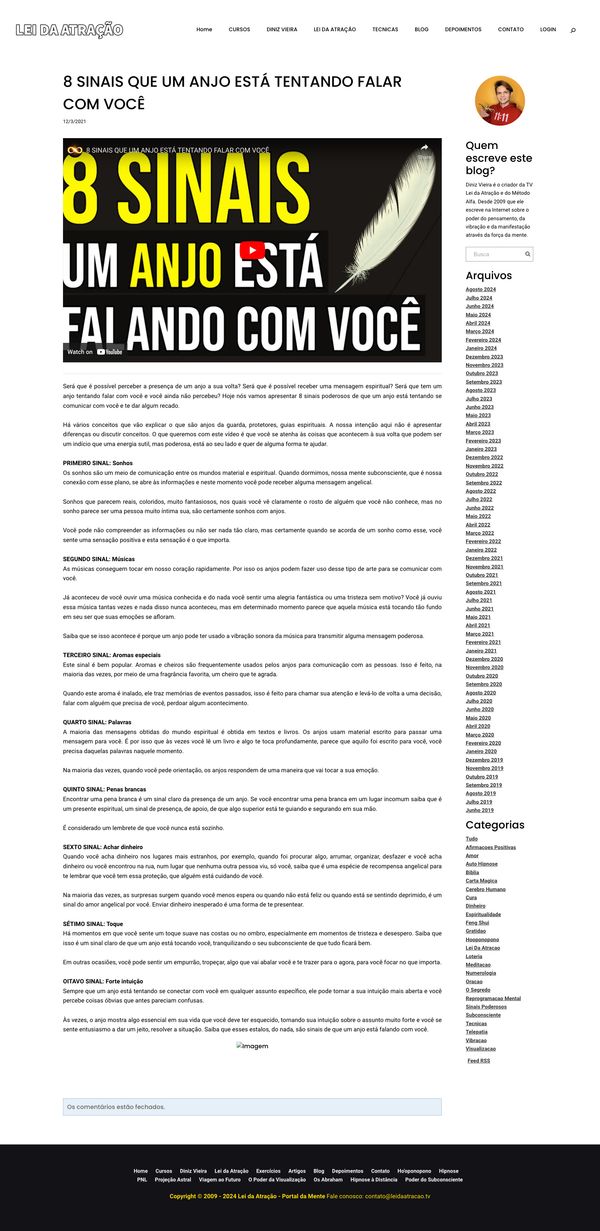 LEI DA ATRAÇÃO
Home CURSOS DINIZ VIEIRA LEI DA ATRAÇÃO TECNICAS BLOG DEPOIMENTOS CONTATO LOGIN
8 SINAIS QUE UM ANJO ESTÁ TENTANDO FALAR
COM VOCÊ
12/3/2021
8 SINAIS QUE UM ANJO ESTÁ TENTANDO FALAR COM VOCÊ
Share
8 SINAIS
UM ANJO ESTÁ
FALANDO COM VOCÊ
Watch on YouTube
Será que é possível perceber a presença de um anjo a sua volta? Será que é possível receber uma mensagem espiritual? Será que tem um
anjo tentando falar com você e você ainda não percebeu? Hoje nós vamos apresentar 8 sinais poderosos de que um anjo está tentando se
comunicar com você e te dar algum recado.
Há vários conceitos que vão explicar o que são anjos da guarda, protetores, guias espirituais. A nossa intenção aqui não é apresentar
diferenças ou discutir conceitos. O que queremos com este vídeo é que você se atenha às coisas que acontecem à sua volta que podem ser
um indício que uma energia sutil, mas poderosa, está ao seu lado e quer de alguma forma te ajudar.
PRIMEIRO SINAL: Sonhos
Os sonhos são um meio de comunicação entre os mundos material e espiritual. Quando dormimos, nossa mente subconsciente, que é nossa
conexão com esse plano, se abre às informações e neste momento você pode receber alguma mensagem angelical.
Sonhos que parecem reais, coloridos, muito fantasiosos, nos quais você vê claramente o rosto de alguém que você não conhece, mas no
sonho parece ser uma pessoa muito íntima sua, são certamente sonhos com anjos.
Você pode não compreender as informações ou não ser nada tão claro, mas certamente quando se acorda de um sonho como esse, você
sente uma sensação positiva e esta sensação é o que importa.
SEGUNDO SINAL: Músicas
As músicas conseguem tocar em nosso coração rapidamente. Por isso os anjos podem fazer uso desse tipo de arte para se comunicar com
você.
Já aconteceu de você ouvir uma música conhecida e do nada você sentir uma alegria fantástica ou uma tristeza sem motivo? Você já ouviu
essa música tantas vezes e nada disso nunca aconteceu, mas em determinado momento parece que aquela música está tocando tão fundo
em seu ser que suas emoções se afloram.
Saiba que se isso acontece é porque um anjo pode ter usado a vibração sonora da música para transmitir alguma mensagem poderosa.
TERCEIRO SINAL: Aromas especiais
Este sinal é bem popular. Aromas e cheiros são frequentemente usados pelos anjos para comunicação com as pessoas. Isso é feito, na
maioria das vezes, por meio de uma fragrância favorita, um cheiro que te agrada.
Quando este aroma é inalado, ele traz memórias de eventos passados, isso é feito para chamar sua atenção e levá-lo de volta a uma decisão,
falar com alguém que precisa de você, perdoar algum acontecimento.
QUARTO SINAL: Palavras
A maioria das mensagens obtidas do mundo espiritual é obtida em textos e livros. Os anjos usam material escrito para passar uma
mensagem para você. É por isso que às vezes você lê um livro e algo te toca profundamente, parece que aquilo foi escrito para você, você
precisa daquelas palavras naquele momento.
Na maioria das vezes, quando você pede orientação, os anjos respondem de uma maneira que vai tocar a sua emoção.
QUINTO SINAL: Penas brancas
Encontrar uma pena branca é um sinal claro da presença de um anjo. Se você encontrar uma pena branca em um lugar incomum saiba que é
um presente espiritual, um sinal de presença, de apoio, de que algo superior está te guiando e segurando em sua mão.
É considerado um lembrete de que você nunca está sozinho.
SEXTO SINAL: Achar dinheiro
Quando você acha dinheiro nos lugares mais estranhos, por exemplo, quando foi procurar algo, arrumar, organizar, desfazer e você acha
dinheiro ou você encontrou na rua, num lugar que nenhuma outra pessoa viu, só você, saiba que é uma espécie de recompensa angelical para
te lembrar que você tem essa proteção, que alguém está cuidando de você.
Na maioria das vezes, as surpresas surgem quando você menos espera ou quando não está feliz ou quando está se sentindo deprimido, é um
sinal do amor angelical por você. Enviar dinheiro inesperado é uma forma de te presentear.
SÉTIMO SINAL: Toque
Há momentos em que você sente um toque suave nas costas ou no ombro, especialmente em momentos de tristeza e desespero. Saiba que
isso é um sinal claro de que um anjo está tocando você, tranquilizando o seu subconsciente de que tudo ficará bem.
Em outras ocasiões, você pode sentir um empurrão, tropeçar, algo que vai abalar você e te trazer para o agora, para você focar no que importa.
OITAVO SINAL: Forte intuição
Sempre que um anjo está tentando se conectar com você em qualquer assunto específico, ele pode tornar a sua intuição mais aberta e você
percebe coisas óbvias que antes pareciam confusas.
Às vezes, o anjo mostra algo essencial em sua vida que você deve ter esquecido, tornando sua intuição sobre o assunto muito forte e você se
sente entusiasmo a dar um jeito, resolver a situação. Saiba que esses estalos, do nada, são sinais de que um anjo está falando com você.
Imagem
Os comentários estão fechados.
11:11
Quem
escreve este
blog?
Diniz Vieira é o criador da TV
Lei da Atração e do Método
Alfa. Desde 2009 que ele
escreve na Internet sobre o
poder do pensamento, da
vibração e da manifestação
através da força da mente.
Busca
Arquivos
Agosto 2024
Julho 2024
Junho 2024
Maio 2024
Abril 2024
Março 2024
Fevereiro 2024
Janeiro 2024
Dezembro 2023
Novembro 2023
Outubro 2023
Setembro 2023
Agosto 2023
Julho 2023
Junho 2023
Maio 2023
Abril 2023
Março 2023
Fevereiro 2023
Janeiro 2023
Dezembro 2022
Novembro 2022
Outubro 2022
Setembro 2022
Agosto 2022
Julho 2022
Junho 2022
Maio 2022
Abril 2022
Março 2022
Fevereiro 2022
Janeiro 2022
Dezembro 2021
Novembro 2021
Outubro 2021
Setembro 2021
Agosto 2021
Julho 2021
Junho 2021
Maio 2021
Abril 2021
Março 2021
Fevereiro 2021
Janeiro 2021
Dezembro 2020
Novembro 2020
Outubro 2020
Setembro 2020
Agosto 2020
Julho 2020
Junho 2020
Maio 2020
Abril 2020
Março 2020
Fevereiro 2020
Janeiro 2020
Dezembro 2019
Novembro 2019
Outubro 2019
Setembro 2019
Agosto 2019
Julho 2019
Junho 2019
Categorias
Tudo
Afirmacoes Positivas
Amor
Auto Hipnose
Bíblia
Carta Magica
Cerebro Humano
Cura
Dinheiro
Espiritualidade
Feng Shui
Gratidao
Hooponopono
Lei Da Atracao
Loteria
Meditacao
Numerologia
Oracao
O Segredo
Reprogramacao Mental
Sinais Poderosos
Subconsciente
Tecnicas
Telepatia
Vibracao
Visualizacao
Feed RSS
Home Cursos Diniz Vieira Lei da Atração Exercícios Artigos Blog Depoimentos Contato Ho'oponopono Hipnose
PNL Projeção Astral Viagem ao Futuro O Poder da Visualização Os Abraham Hipnose à Distância Poder do Subconsciente
Copyright © 2009 - 2024 Lei da Atração - Portal da Mente Fale conosco: contato@leidaatracao.tv